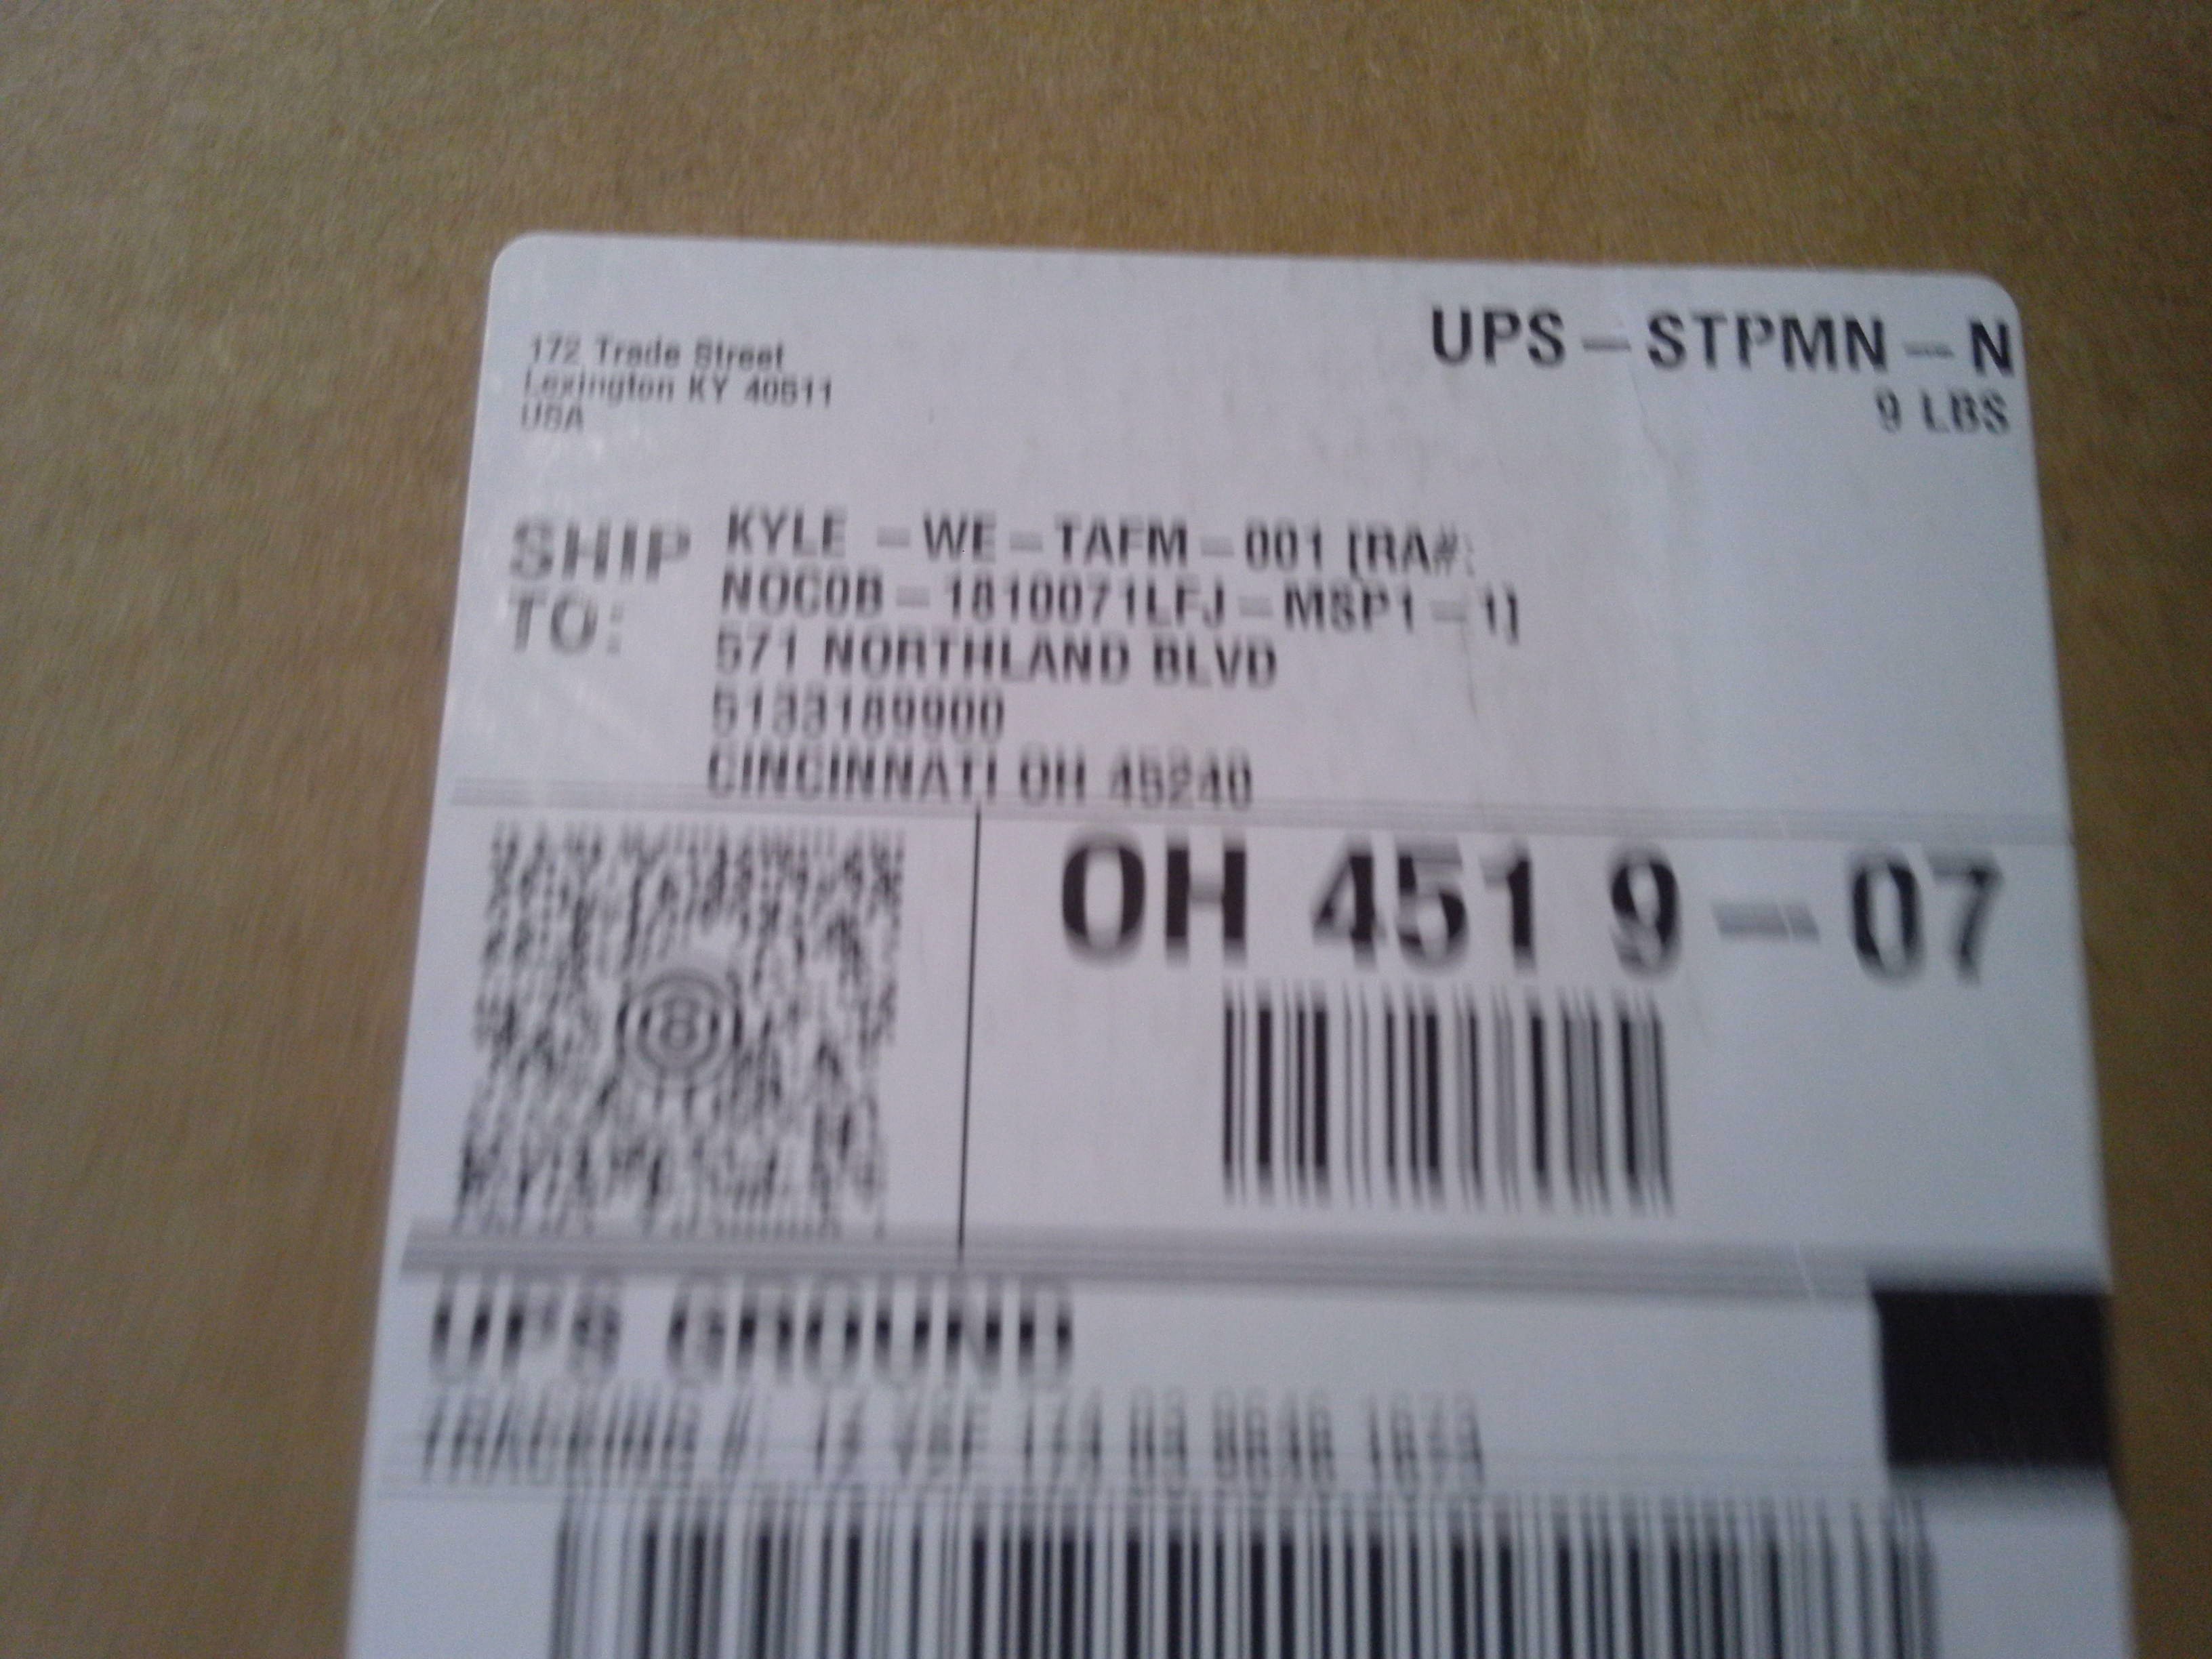 172 Trade Street
Lexington KY 40511
USA
UPS-STPMN-N
9 LBS
SHIP TO:
KYLE -WE-TAFM-001 [RA#:
NOC0B-1810071LFJ-MSP1-1]
571 NORTHLAND BLVD
5133189900
CINCINNATI OH 45240
OH 451 9-07
UPS GROUND
TRACKING #: